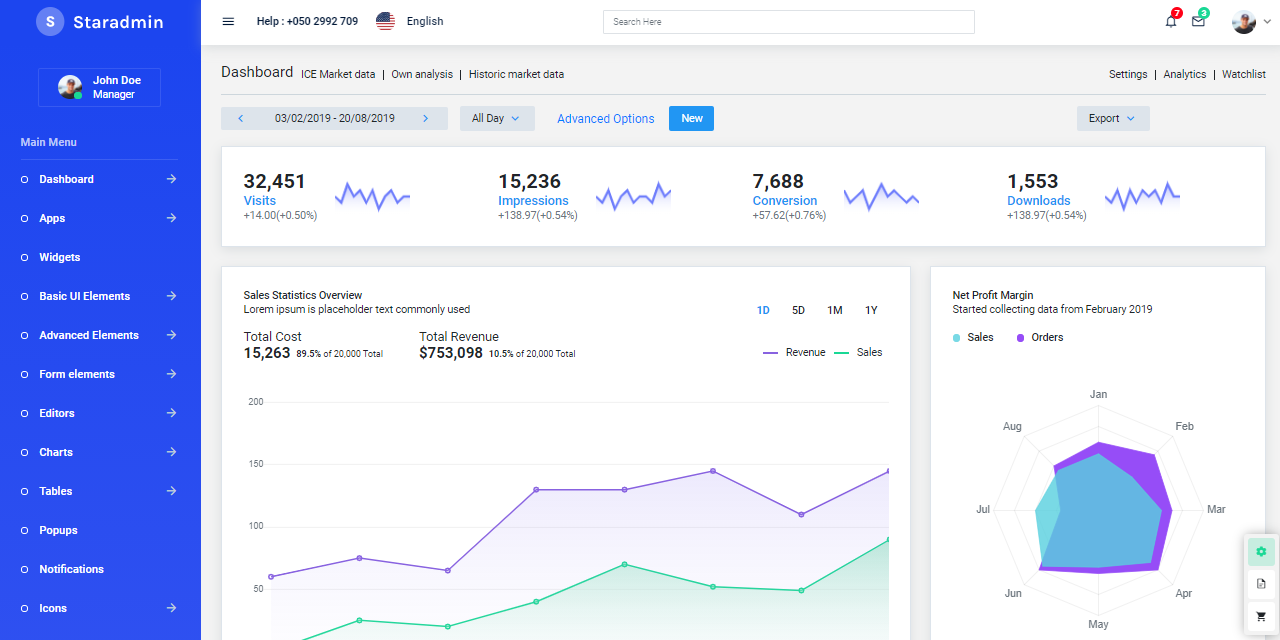 S Staradmin
Help : +050 2992 709 English Search Here 7 3
John Doe
Manager
Main Menu
Dashboard
Apps
Widgets
Basic UI Elements
Advanced Elements
Form elements
Editors
Charts
Tables
Popups
Notifications
Icons
Dashboard ICE Market data | Own analysis | Historic market data Settings | Analytics | Watchlist
03/02/2019 - 20/08/2019 All Day Advanced Options New Export
32,451
Visits
+14.00(+0.50%)
15,236
Impressions
+138.97(+0.54%)
7,688
Conversion
+57.62(+0.76%)
1,553
Downloads
+138.97(+0.54%)
Sales Statistics Overview
Lorem ipsum is placeholder text commonly used
1D 5D 1M 1Y
Total Cost
15,263 89.5% of 20,000 Total
Total Revenue
$753,098 10.5% of 20,000 Total
Revenue Sales
200
150
100
50
Net Profit Margin
Started collecting data from February 2019
Sales Orders
Jan
Feb
Mar
Apr
May
Jun
Jul
Aug